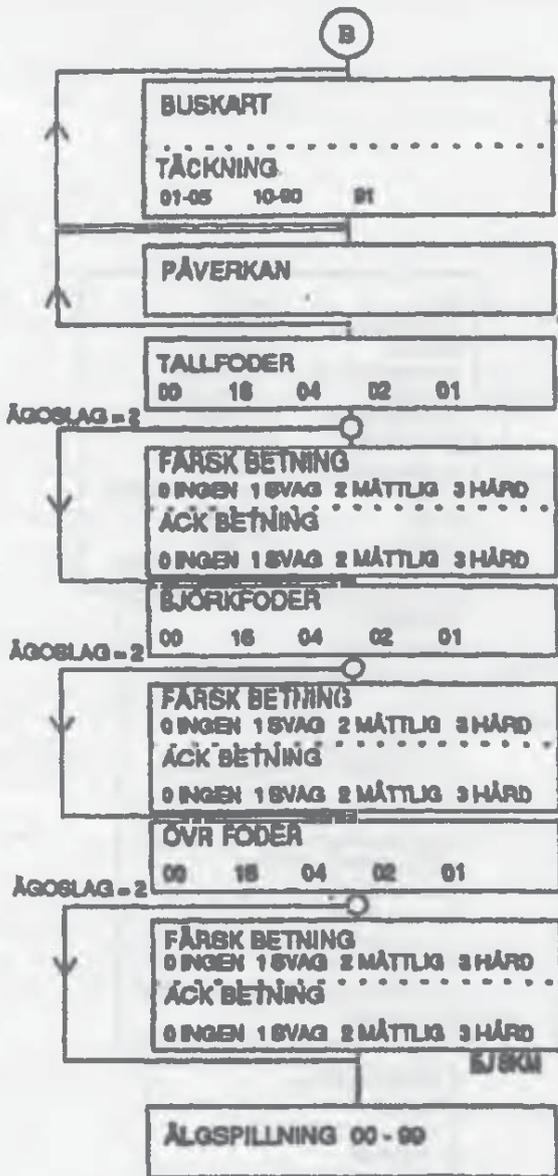 B
BUSKART
TÄCKNING
01-05 10-90 91
PÅVERKAN
TALLFODER
00 16 04 02 01
ÄGOSLAG = 2
FÄRSK BETNING
0 INGEN 1 SVAG 2 MÅTTLIG 3 HÅRD
ACK BETNING
0 INGEN 1 SVAG 2 MÅTTLIG 3 HÅRD
BJÖRKFODER
00 16 04 02 01
ÄGOSLAG = 2
FÄRSK BETNING
0 INGEN 1 SVAG 2 MÅTTLIG 3 HÅRD
ACK BETNING
0 INGEN 1 SVAG 2 MÅTTLIG 3 HÅRD
ÖVR FODER
00 16 04 02 01
ÄGOSLAG = 2
FÄRSK BETNING
0 INGEN 1 SVAG 2 MÅTTLIG 3 HÅRD
ACK BETNING
0 INGEN 1 SVAG 2 MÅTTLIG 3 HÅRD
EJ SKM
ÄLGSPILLNING 00 - 99